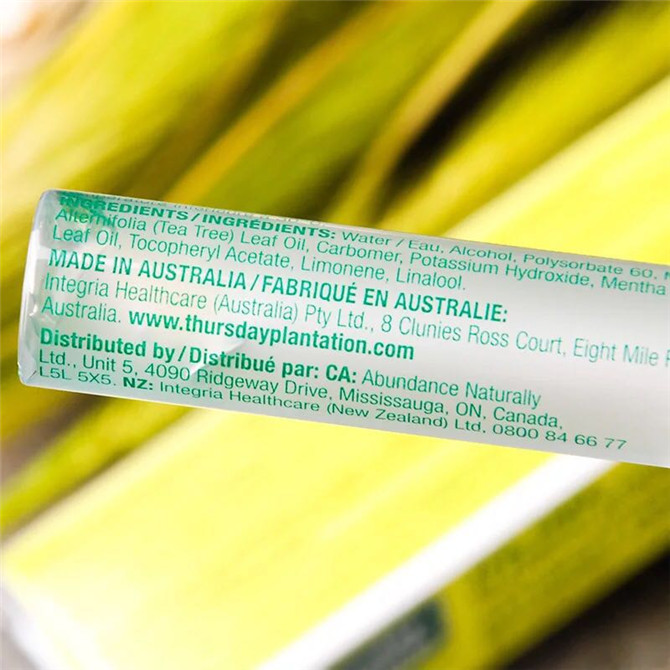 INGREDIENTS / INGRÉDIENTS: Water / Eau, Alcohol, Polysorbate 60,
Alternifolia (Tea Tree) Leaf Oil, Carbomer, Potassium Hydroxide, Mentha
Leaf Oil, Tocopheryl Acetate, Limonene, Linalool.
MADE IN AUSTRALIA / FABRIQUÉ EN AUSTRALIE:
Integria Healthcare (Australia) Pty Ltd., 8 Clunies Ross Court, Eight Mile
Australia. www.thursdayplantation.com
Distributed by / Distribué par: CA: Abundance Naturally
Ltd., Unit 5, 4090 Ridgeway Drive, Mississauga, ON, Canada,
L5L 5X5. NZ: Integria Healthcare (New Zealand) Ltd. 0800 84 66 77